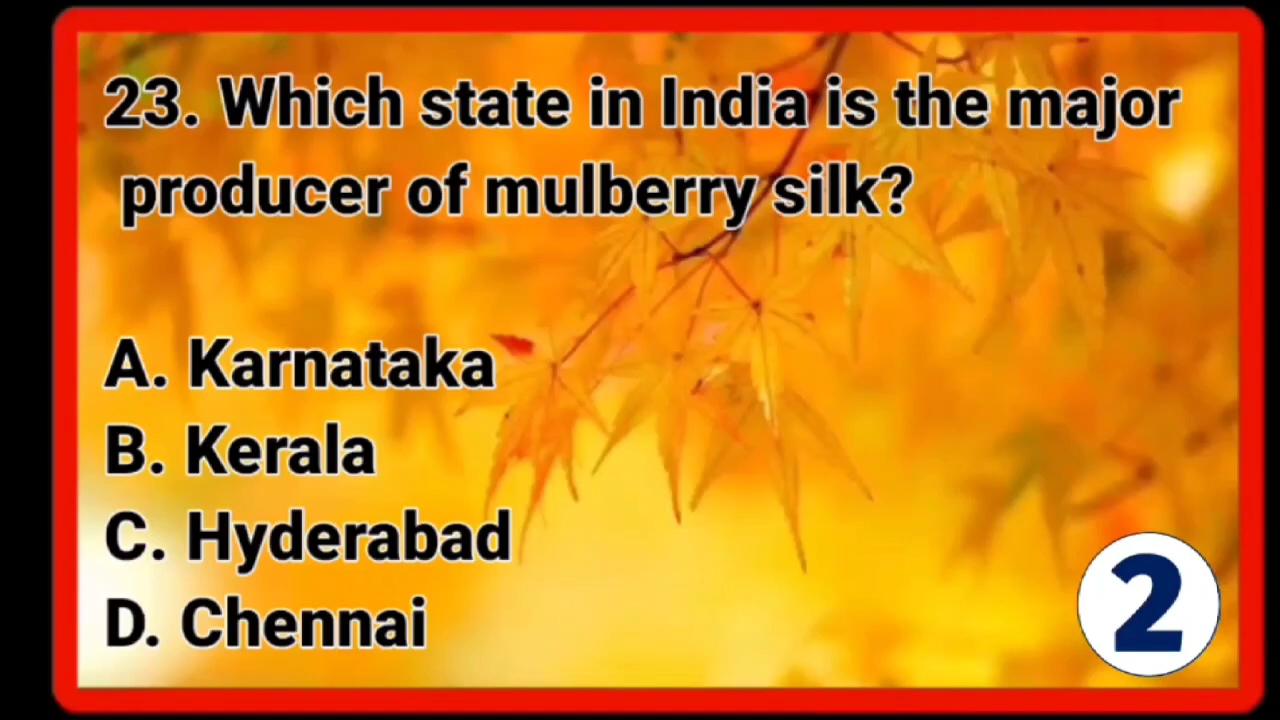 23. Which state in India is the major
producer of mulberry silk?
A. Karnataka
B. Kerala
C. Hyderabad
D. Chennai
2